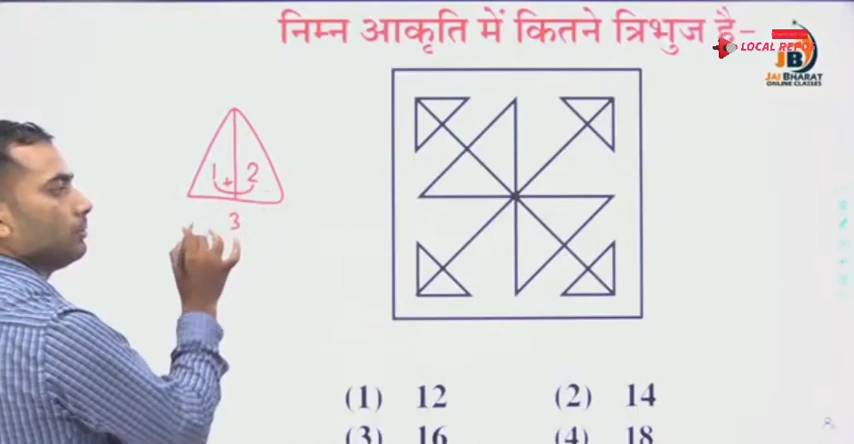 निम्न आकृति में कितने त्रिभुज है-
LOCAL REPO
JB
JAI BHARAT
ONLINE CLASSES
1 + 2
3
(1) 12 (2) 14
(3) 16 (4) 18